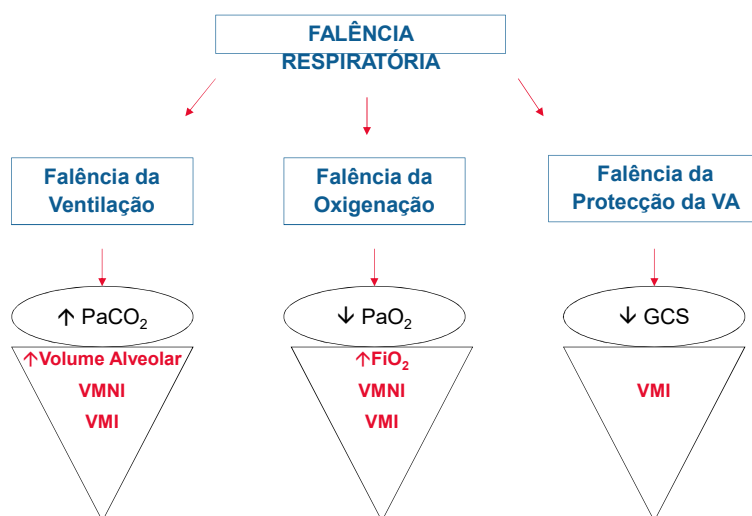 FALÊNCIA
RESPIRATÓRIA
Falência da
Ventilação
Falência da
Oxigenação
Falência da
Protecção da VA
↑ PaCO₂
↓ PaO₂
↓ GCS
↑Volume Alveolar
VMNI
VMI
↑FiO₂
VMNI
VMI
VMI